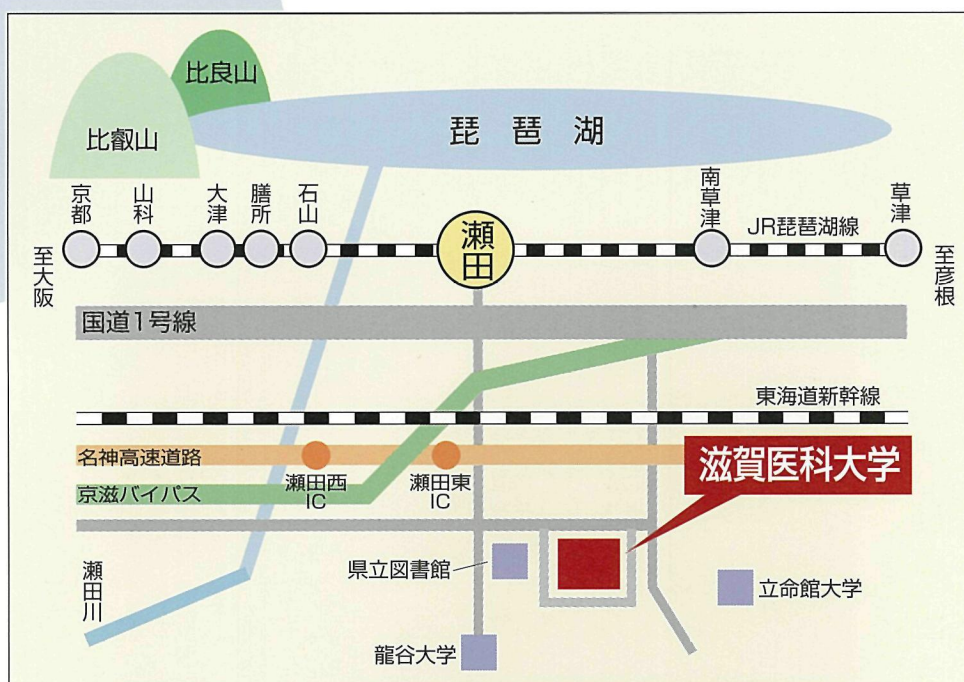 比良山
比叡山
琵琶湖
京都
山科
大津
膳所
石山
瀬田
南草津
草津
JR琵琶湖線
至大阪
至彦根
国道1号線
東海道新幹線
名神高速道路
瀬田西
IC
瀬田東
IC
滋賀医科大学
京滋バイパス
瀬田川
県立図書館
立命館大学
龍谷大学